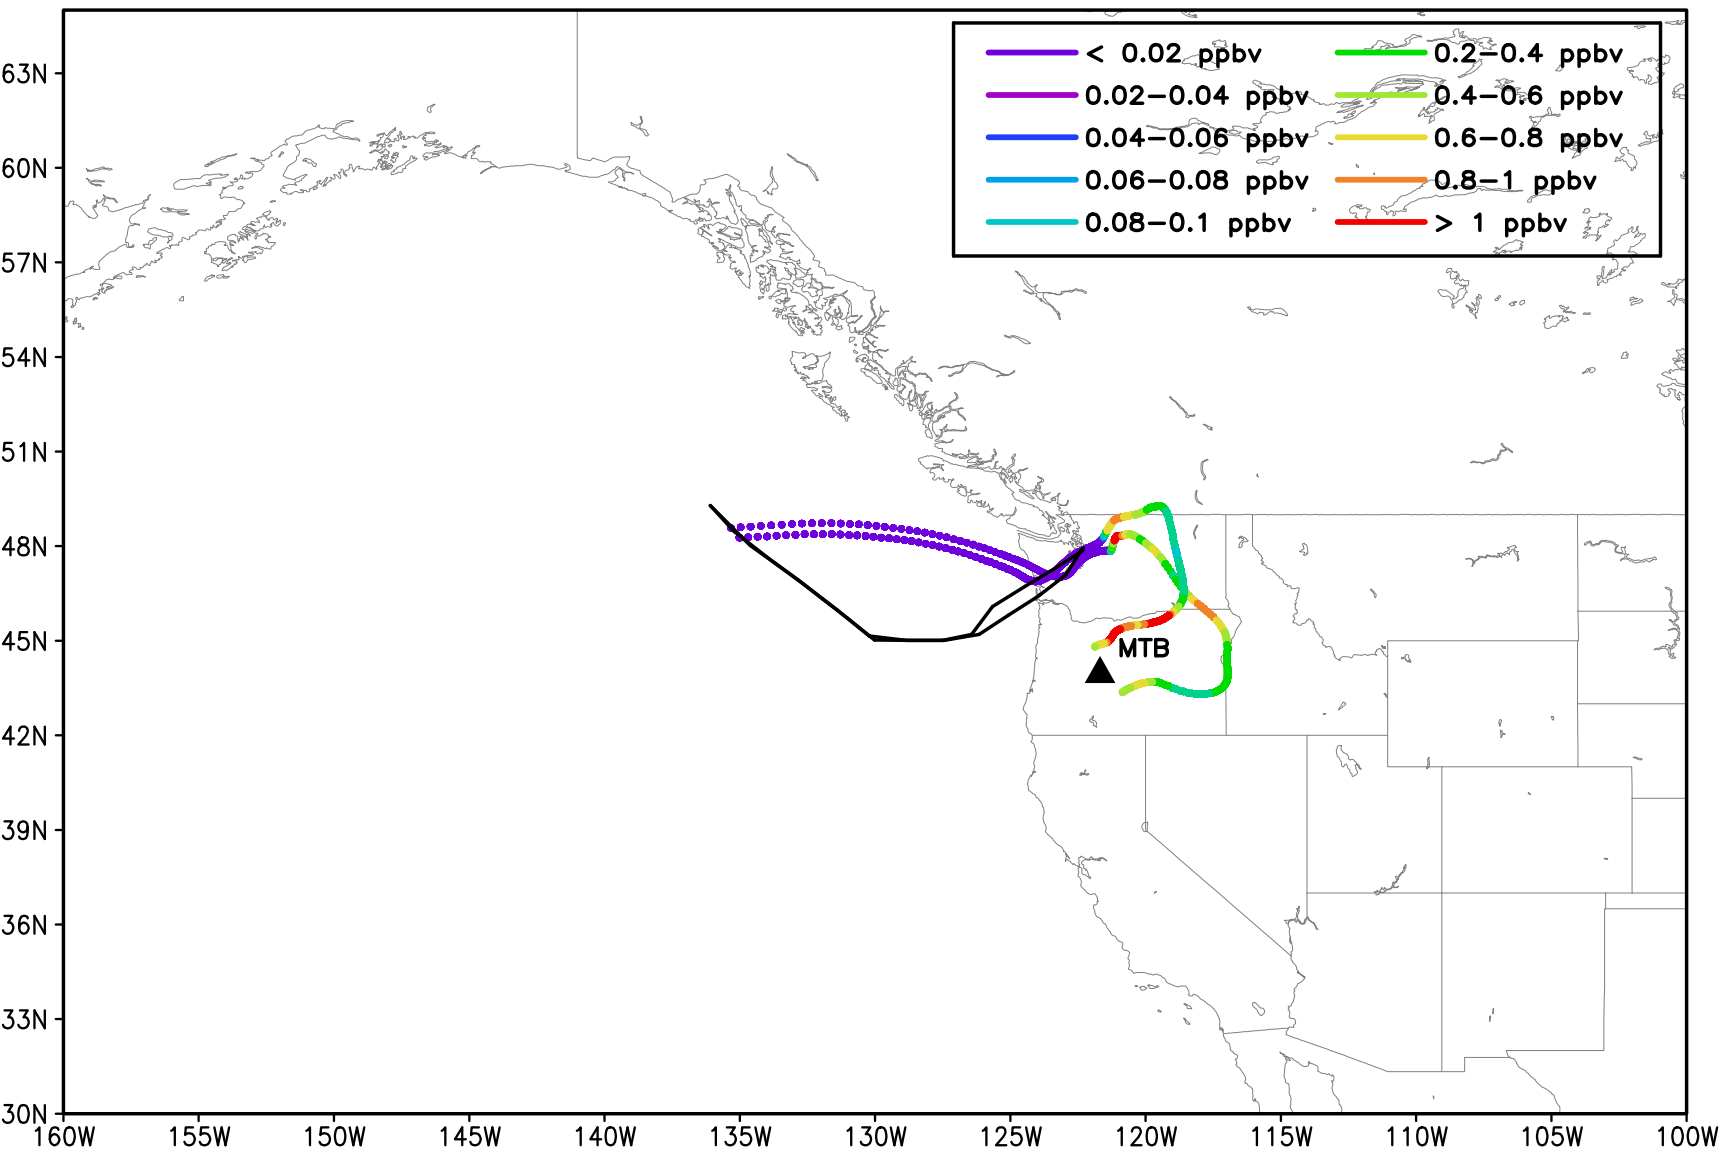 63N
60N
57N
54N
51N
48N
45N
42N
39N
36N
33N
30N
160W 155W 150W 145W 140W 135W 130W 125W 120W 115W 110W 105W 100W
< 0.02 ppbv
0.02-0.04 ppbv
0.04-0.06 ppbv
0.06-0.08 ppbv
0.08-0.1 ppbv
0.2-0.4 ppbv
0.4-0.6 ppbv
0.6-0.8 ppbv
0.8-1 ppbv
> 1 ppbv
MTB